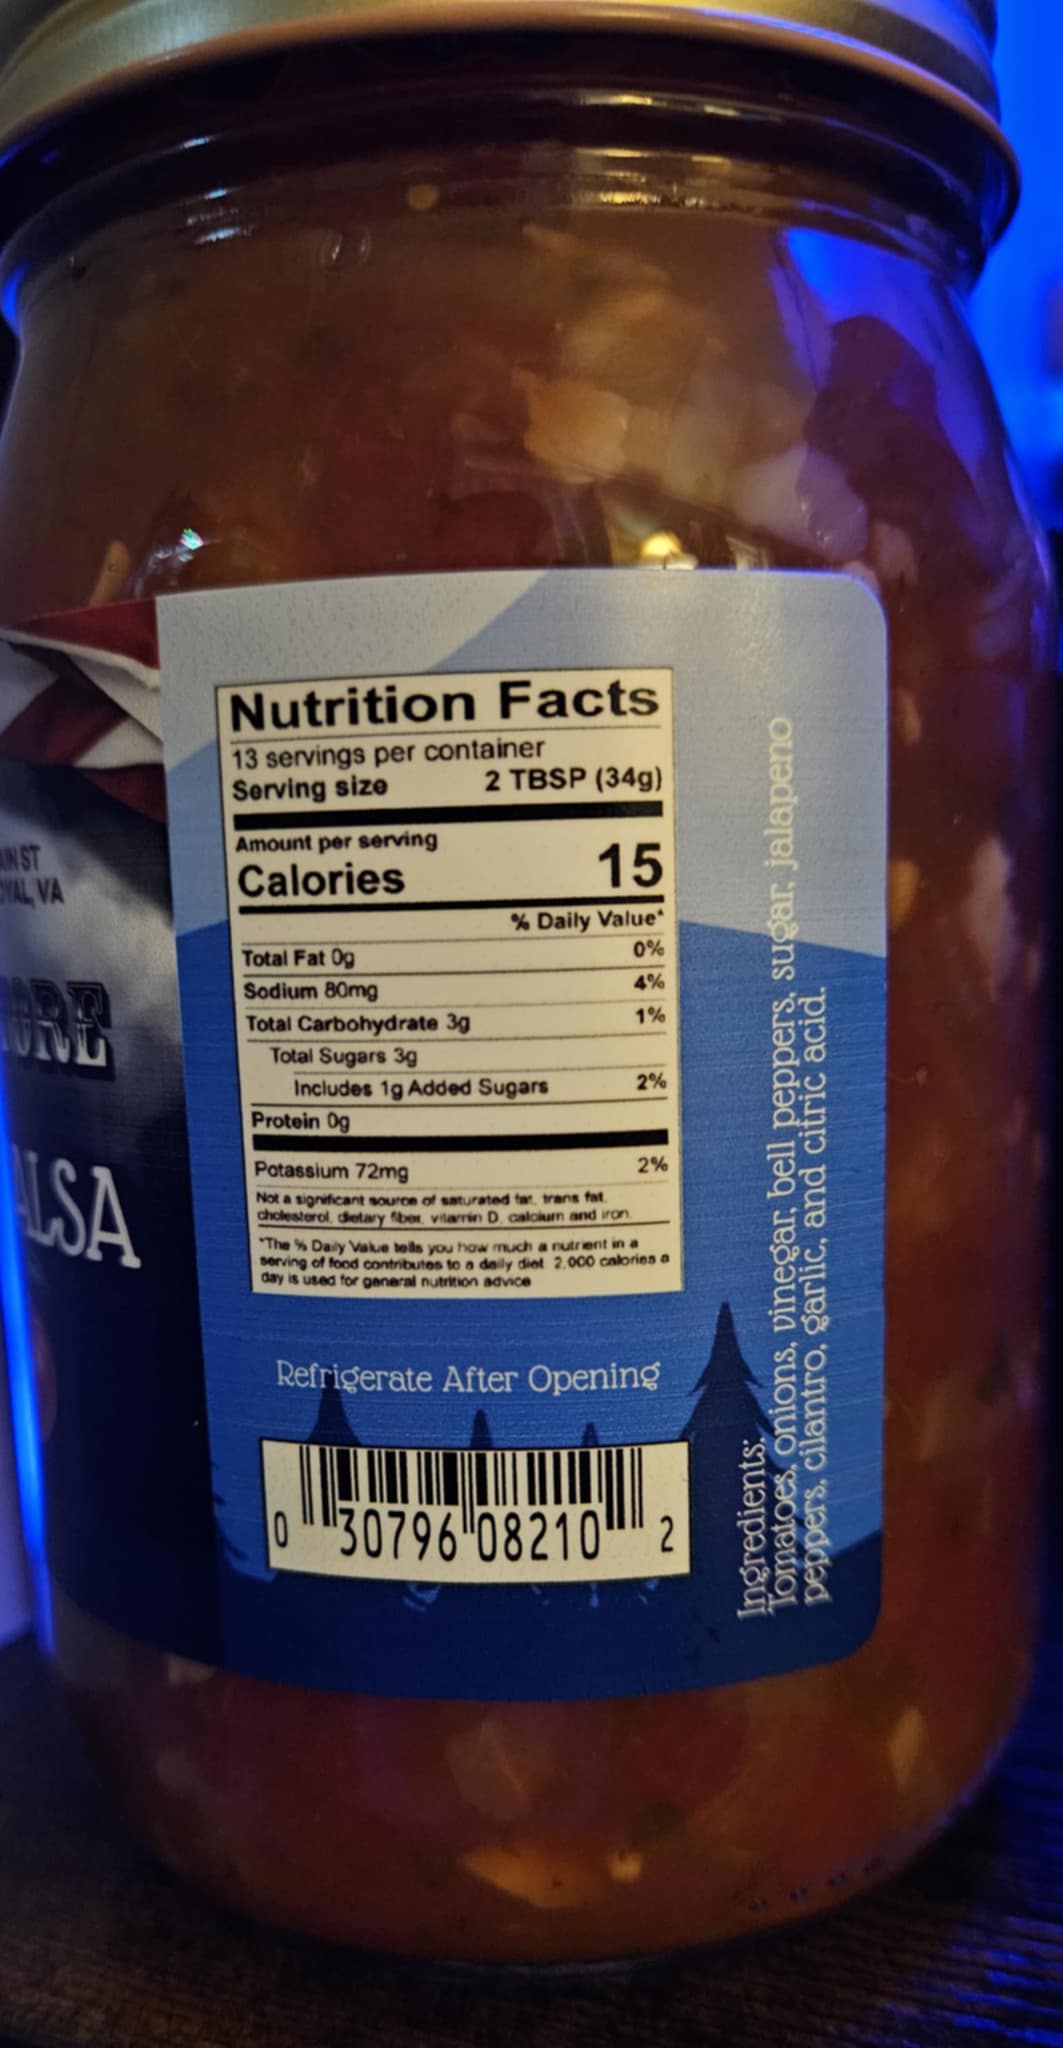 IN ST
OYAL, VA
ORE
ALSA
Nutrition Facts
13 servings per container
Serving size 2 TBSP (34g)
Amount per serving
Calories 15
% Daily Value*
Total Fat 0g 0%
Sodium 80mg 4%
Total Carbohydrate 3g 1%
Total Sugars 3g
Includes 1g Added Sugars 2%
Protein 0g
Potassium 72mg 2%
Not a significant source of saturated fat, trans fat,
cholesterol, dietary fiber, vitamin D, calcium and iron.
*The % Daily Value tells you how much a nutrient in a
serving of food contributes to a daily diet. 2,000 calories a
day is used for general nutrition advice
Refrigerate After Opening
0 30796 08210 2
Ingredients:
Tomatoes, onions, vinegar, bell peppers, sugar, jalapeno
peppers, cilantro, garlic, and citric acid.